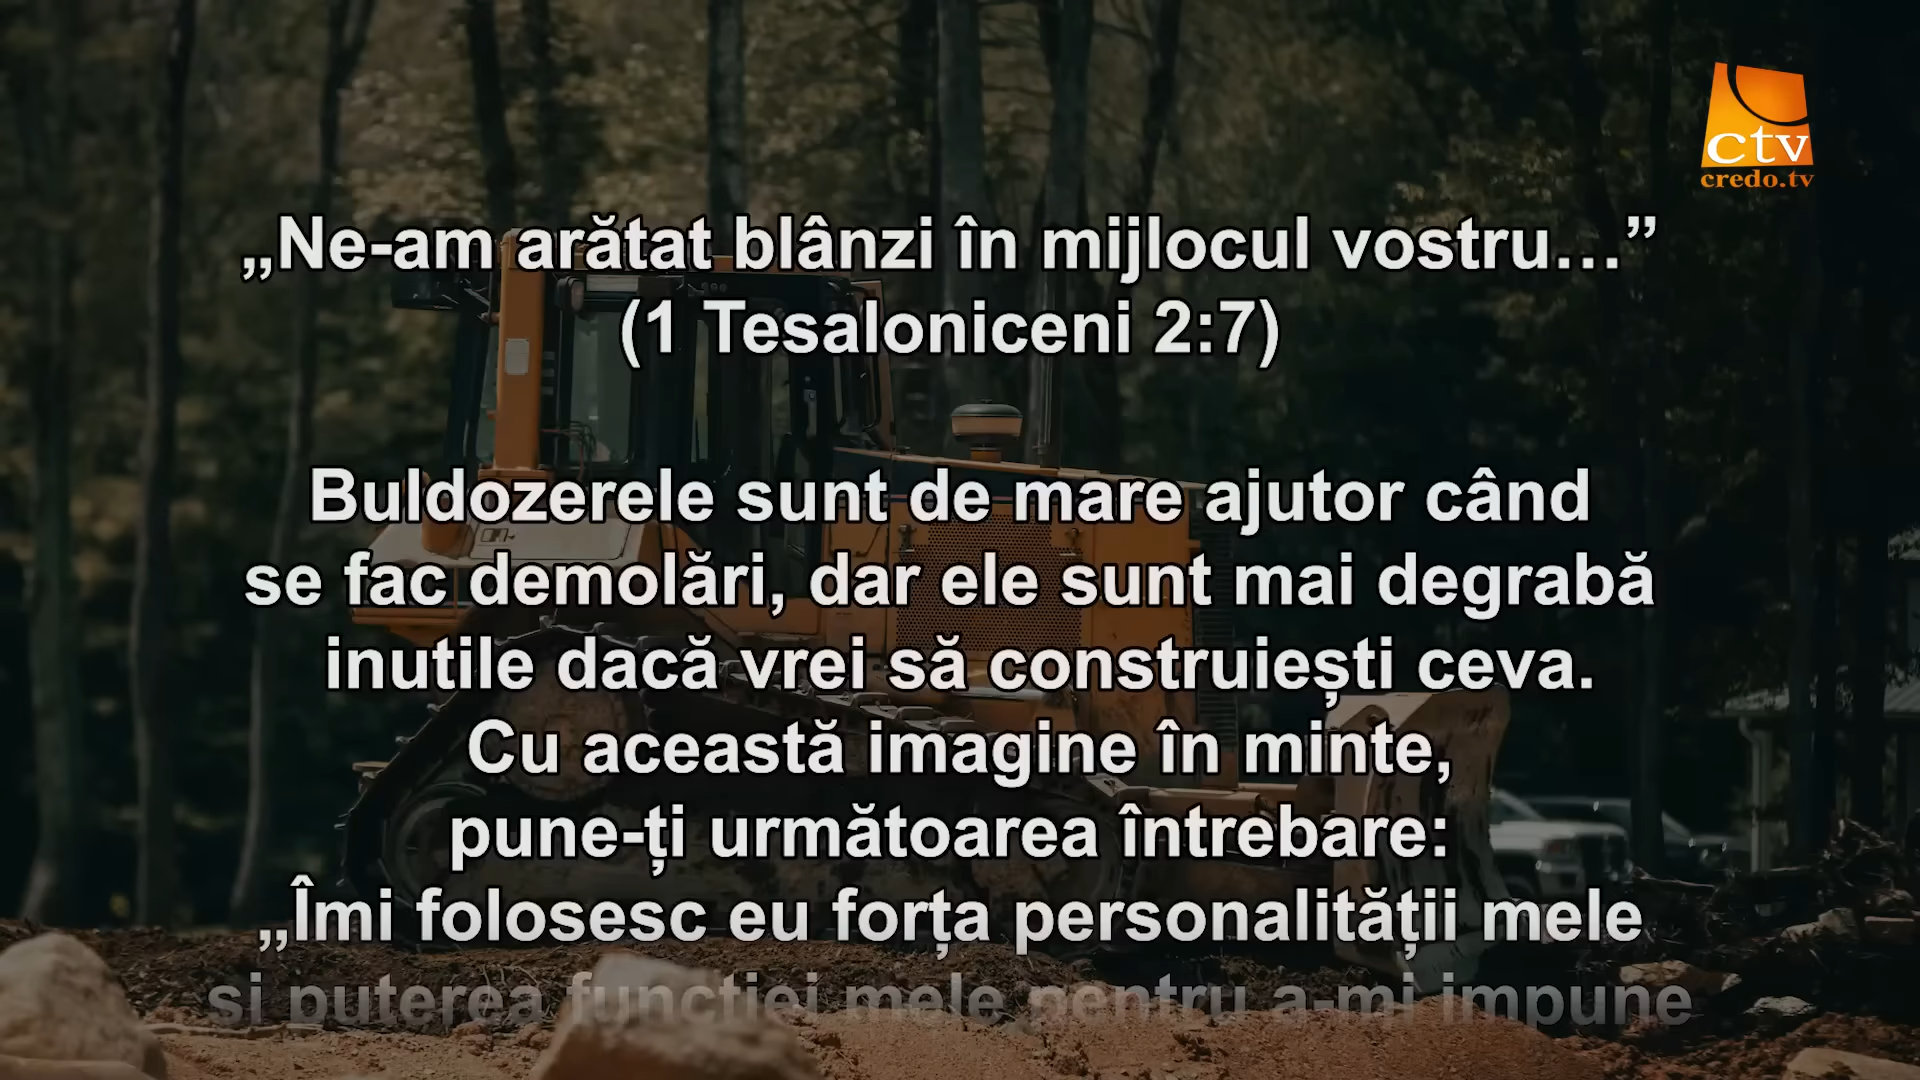 ctv
credo.tv
„Ne-am arătat blânzi în mijlocul vostru…”
(1 Tesaloniceni 2:7)
Buldozerele sunt de mare ajutor când
se fac demolări, dar ele sunt mai degrabă
inutile dacă vrei să construiești ceva.
Cu această imagine în minte,
pune-ți următoarea întrebare:
„Îmi folosesc eu forța personalității mele
și puterea funcției mele pentru a-mi impune